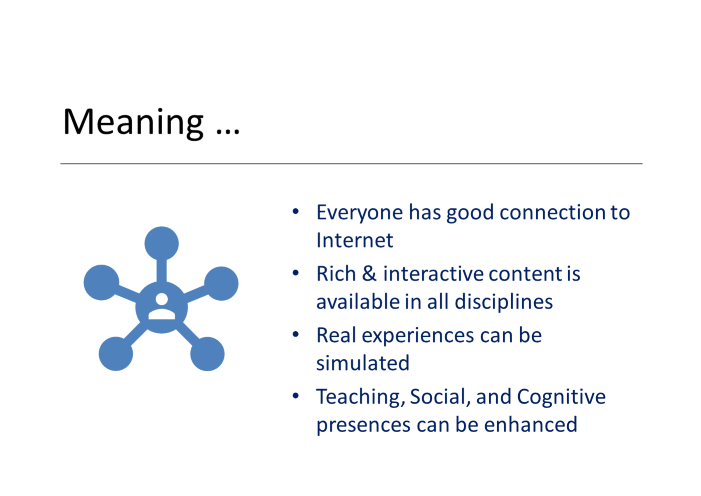 Meaning …
• Everyone has good connection to
Internet
• Rich & interactive content is
available in all disciplines
• Real experiences can be
simulated
• Teaching, Social, and Cognitive
presences can be enhanced